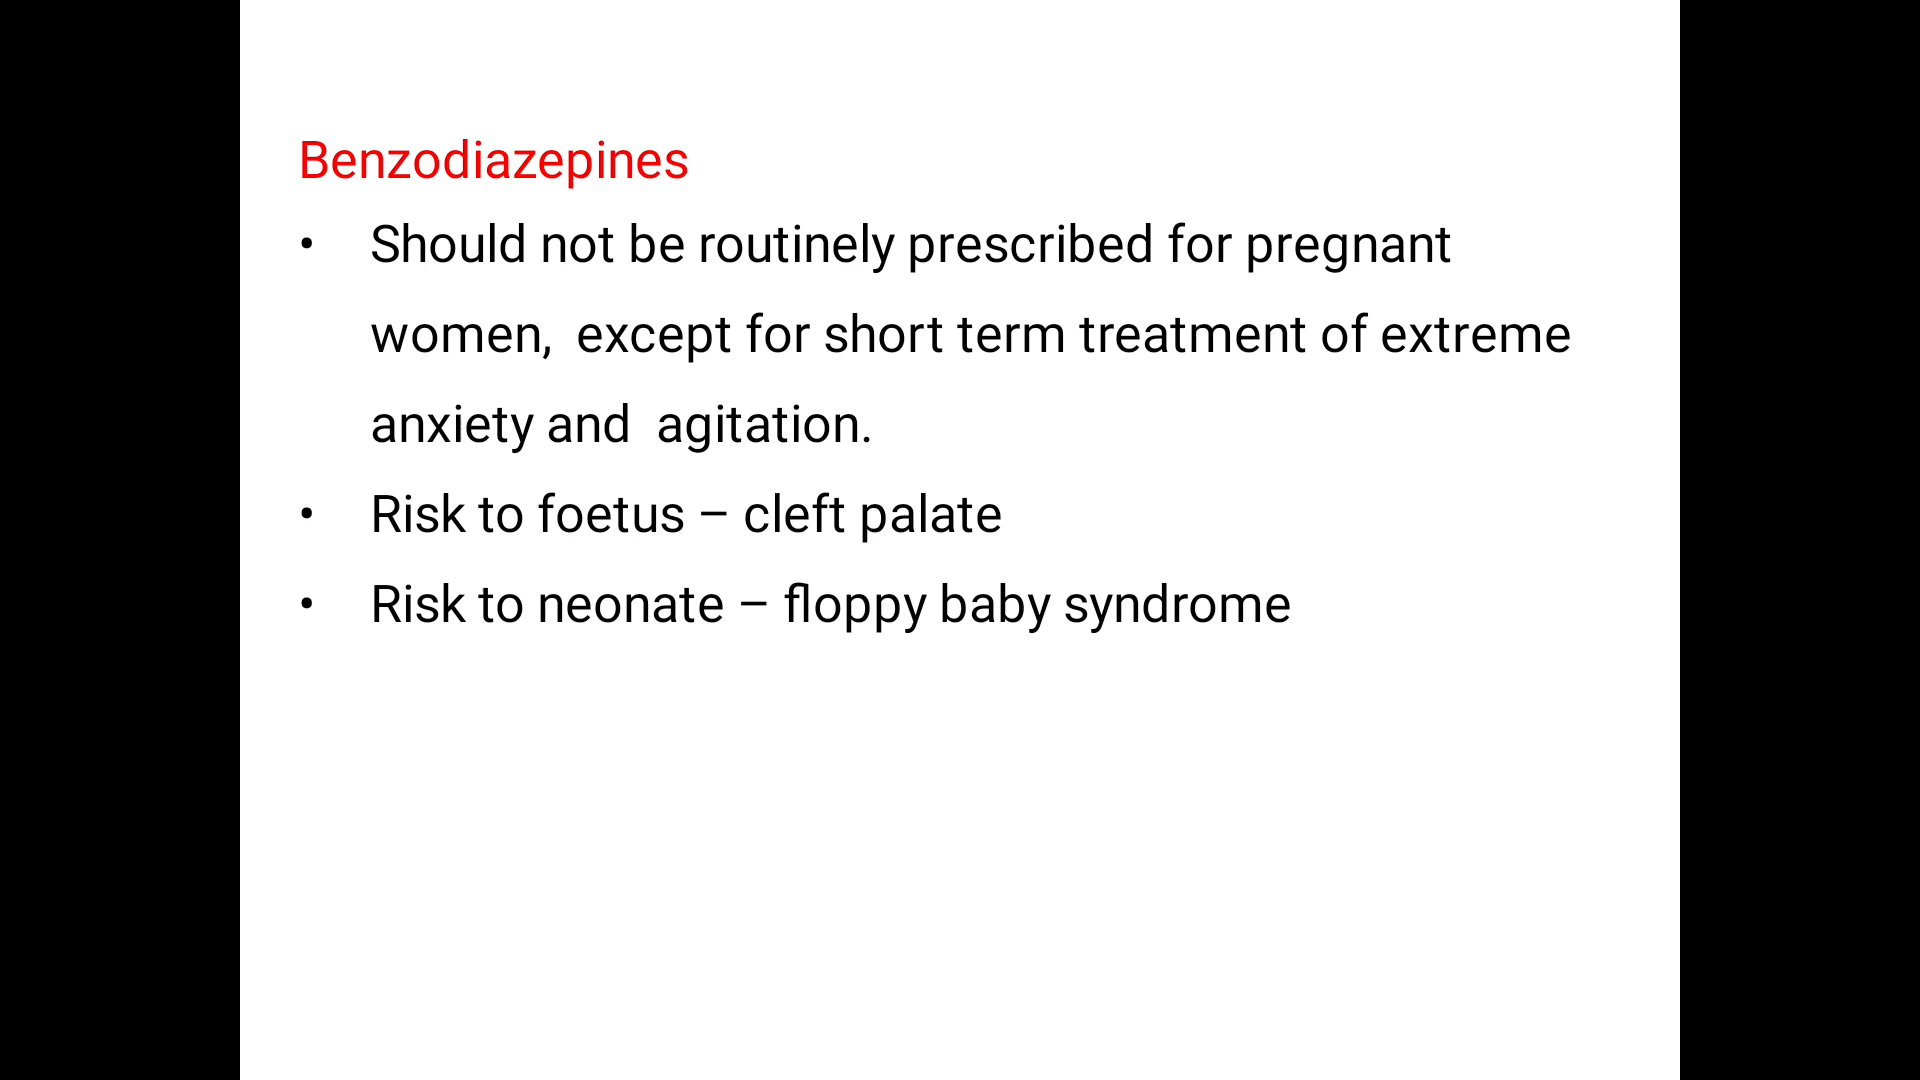 Benzodiazepines
• Should not be routinely prescribed for pregnant
women,  except for short term treatment of extreme
anxiety and  agitation.
• Risk to foetus – cleft palate
• Risk to neonate – floppy baby syndrome